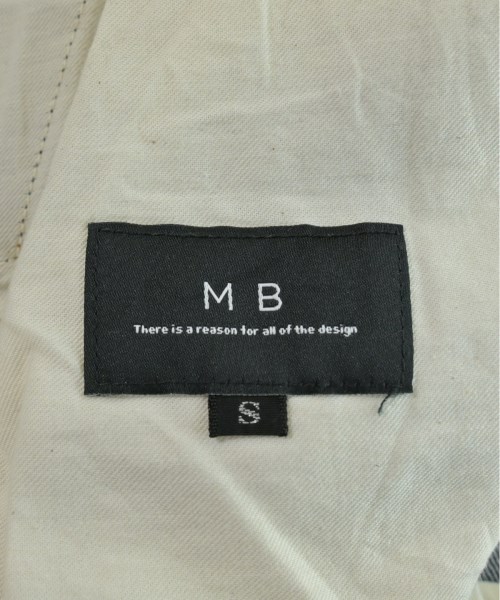 M B
There is a reason for all of the design
S